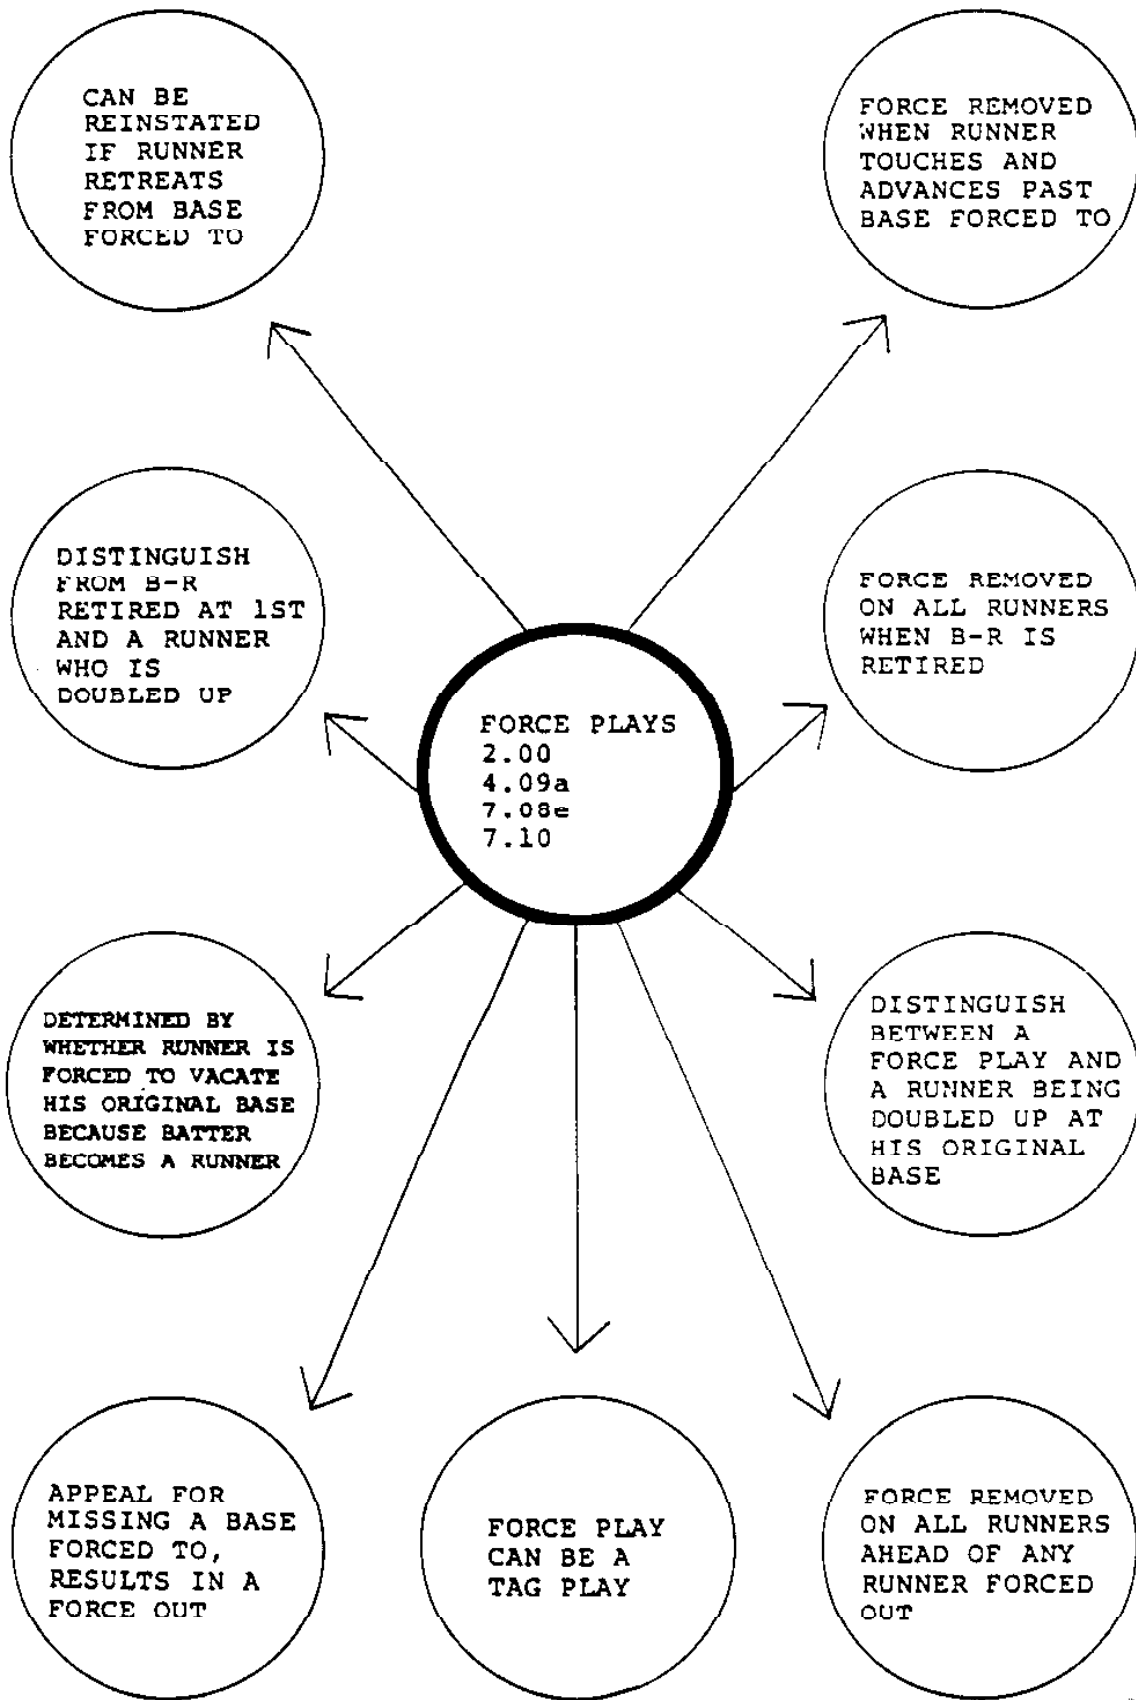 CAN BE
REINSTATED
IF RUNNER
RETREATS
FROM BASE
FORCED TO
FORCE REMOVED
WHEN RUNNER
TOUCHES AND
ADVANCES PAST
BASE FORCED TO
DISTINGUISH
FROM B-R
RETIRED AT 1ST
AND A RUNNER
WHO IS
DOUBLED UP
FORCE REMOVED
ON ALL RUNNERS
WHEN B-R IS
RETIRED
FORCE PLAYS
2.00
4.09a
7.08e
7.10
DETERMINED BY
WHETHER RUNNER IS
FORCED TO VACATE
HIS ORIGINAL BASE
BECAUSE BATTER
BECOMES A RUNNER
DISTINGUISH
BETWEEN A
FORCE PLAY AND
A RUNNER BEING
DOUBLED UP AT
HIS ORIGINAL
BASE
APPEAL FOR
MISSING A BASE
FORCED TO,
RESULTS IN A
FORCE OUT
FORCE PLAY
CAN BE A
TAG PLAY
FORCE REMOVED
ON ALL RUNNERS
AHEAD OF ANY
RUNNER FORCED
OUT